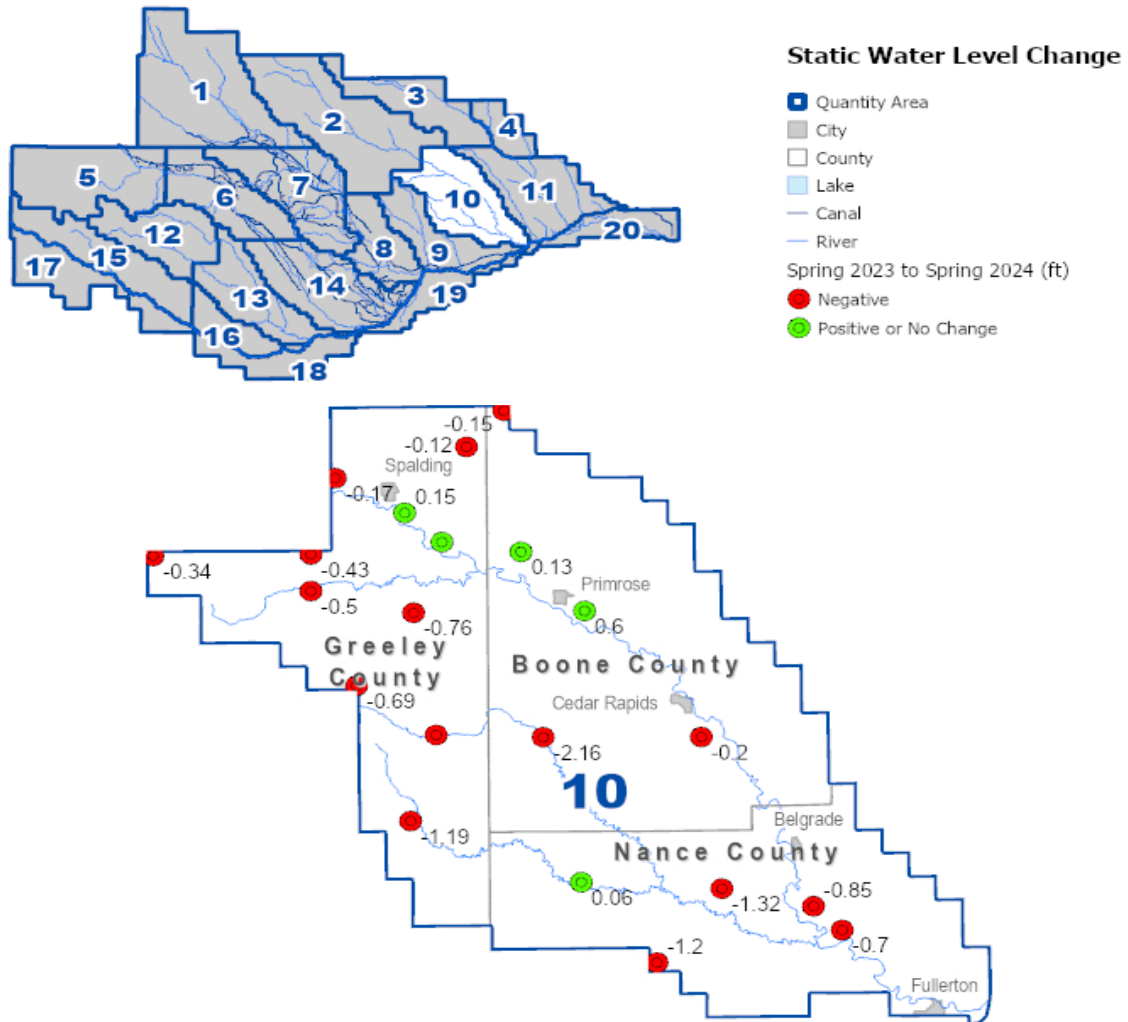 Static Water Level Change
Quantity Area
City
County
Lake
Canal
River
Spring 2023 to Spring 2024 (ft)
Negative
Positive or No Change
1
2
3
4
5
6
7
8
9
10
11
12
13
14
15
16
17
18
19
20
-0.15
-0.12
Spalding
-0.17
0.15
-0.34
-0.43
0.13
-0.5
Primrose
-0.76
0.6
Greeley
County
Boone County
-0.69
Cedar Rapids
-2.16
-0.2
10
-1.19
Belgrade
Nance County
0.06
-1.32
-0.85
-0.7
-1.2
Fullerton